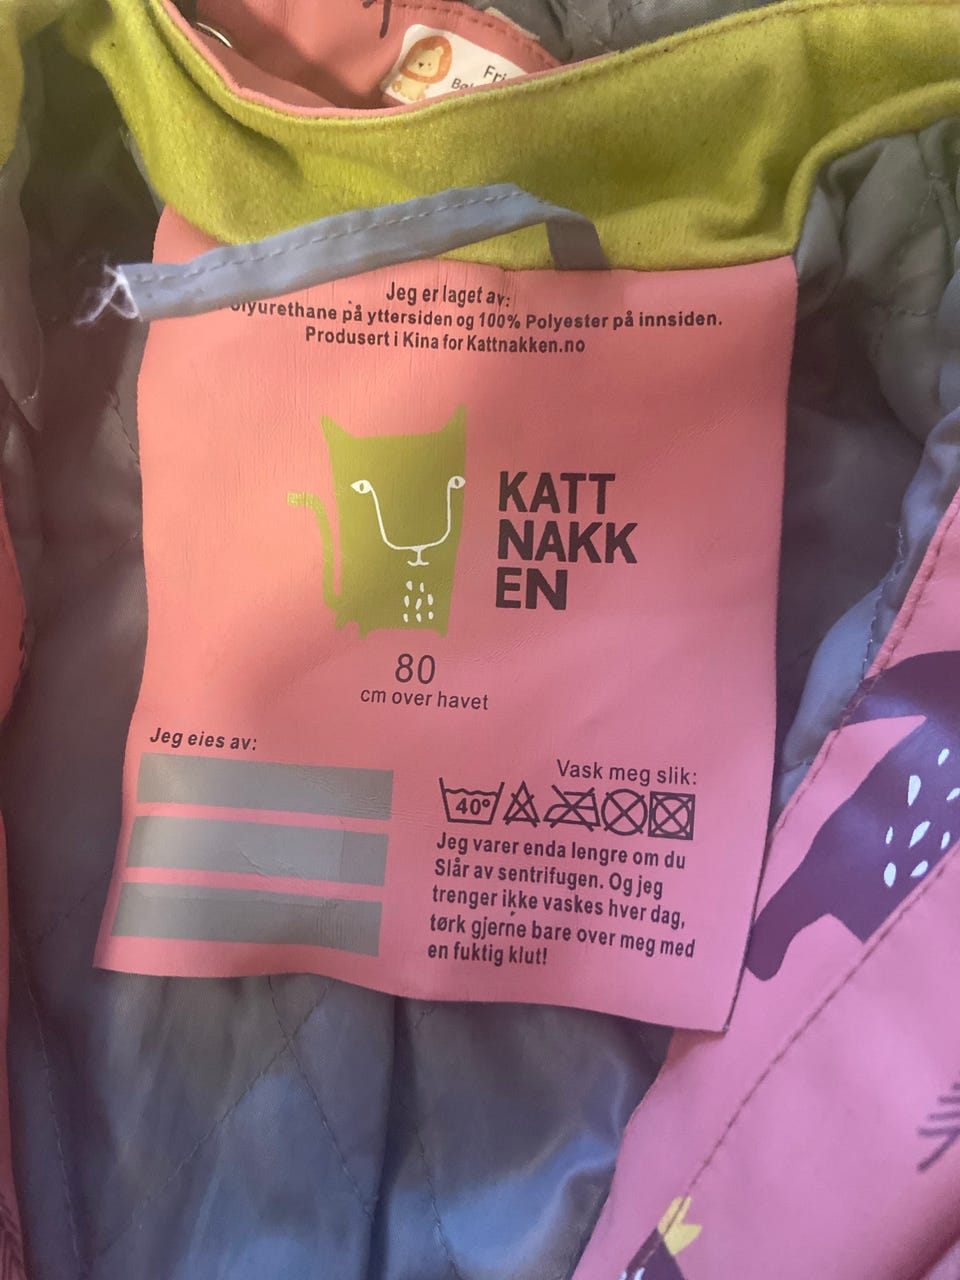 Jeg er laget av:
Polyurethane på yttersiden og 100% Polyester på innsiden.
Produsert i Kina for Kattnakken.no
KATT
NAKK
EN
80
cm over havet
Jeg eies av:
Vask meg slik:
40°
Jeg varer enda lengre om du
Slår av sentrifugen. Og jeg
trenger ikke vaskes hver dag,
tørk gjerne bare over meg med
en fuktig klut!